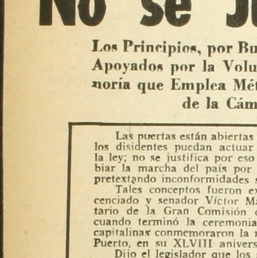 No se Ju
Los Principios, por Bu
Apoyados por la Volu
noría que Emplea Mét
de la Cám
Las puertas están abiertas
los disidentes puedan actuar
la ley; no se justifica por eso
biar la marcha del país por
pretextando inconformidades s
Tales conceptos fueron ex
cenciado y senador Víctor Ma
tario de la Gran Comisión d
cuando terminó la ceremonia
capitalinas conmemoraron la m
Puerto, en su XLVIII anivers
Dijo el legislador que los